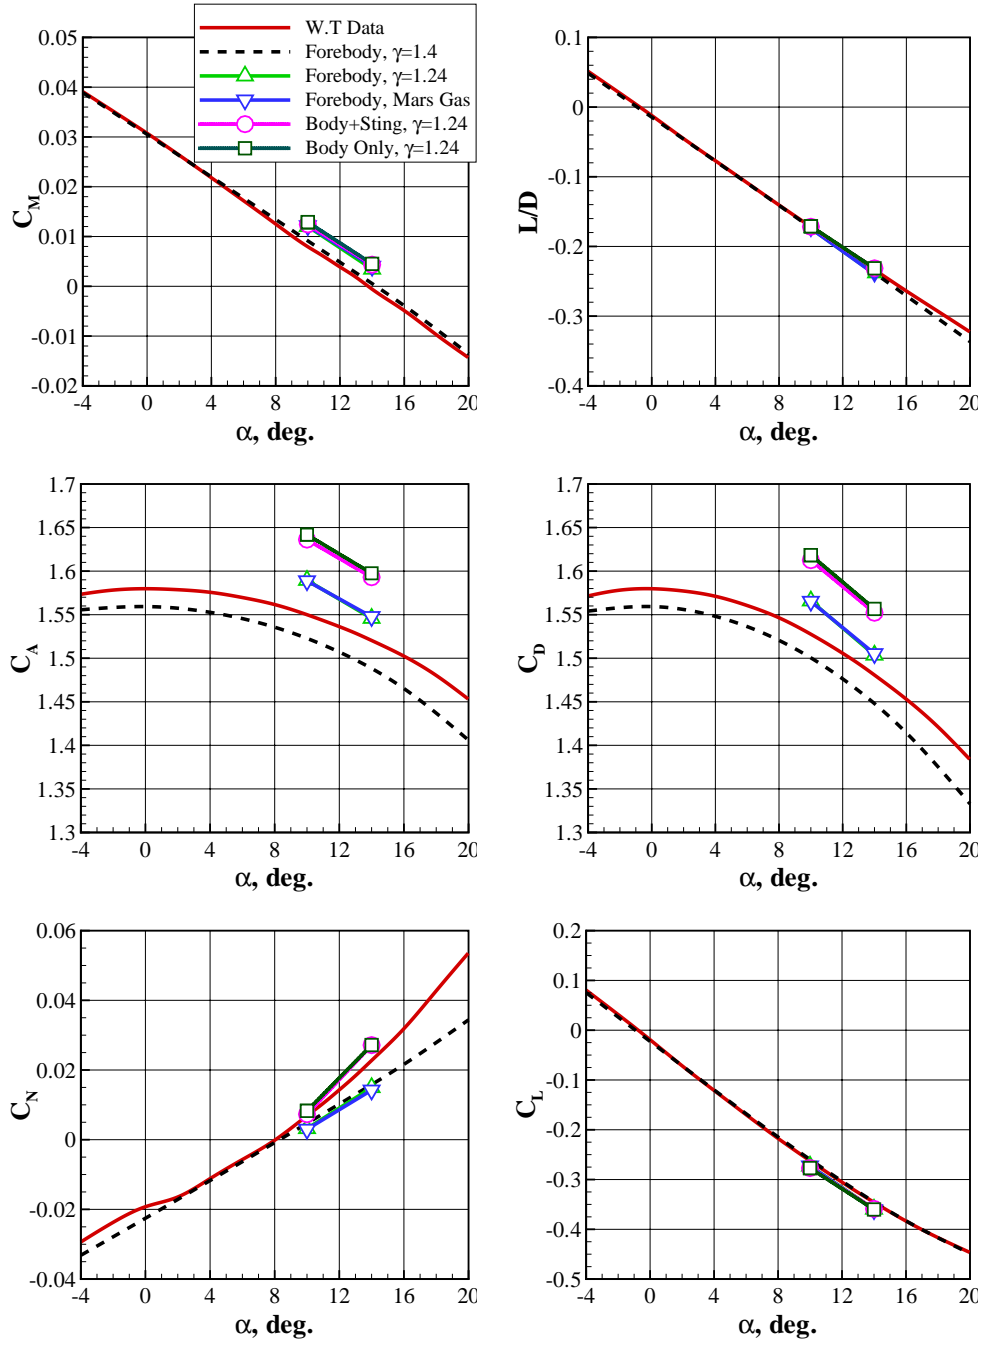 W.T Data
Forebody, γ=1.4
Forebody, γ=1.24
Forebody, Mars Gas
Body+Sting, γ=1.24
Body Only, γ=1.24
0.05
0.04
0.03
0.02
0.01
0
-0.01
-0.02
C_M
-4 0 4 8 12 16 20
α, deg.
0.1
0
-0.1
-0.2
-0.3
-0.4
L/D
-4 0 4 8 12 16 20
α, deg.
1.7
1.65
1.6
1.55
1.5
1.45
1.4
1.35
1.3
C_A
-4 0 4 8 12 16 20
α, deg.
1.7
1.65
1.6
1.55
1.5
1.45
1.4
1.35
1.3
C_D
-4 0 4 8 12 16 20
α, deg.
0.06
0.04
0.02
0
-0.02
-0.04
C_N
-4 0 4 8 12 16 20
α, deg.
0.2
0.1
0
-0.1
-0.2
-0.3
-0.4
-0.5
C_L
-4 0 4 8 12 16 20
α, deg.